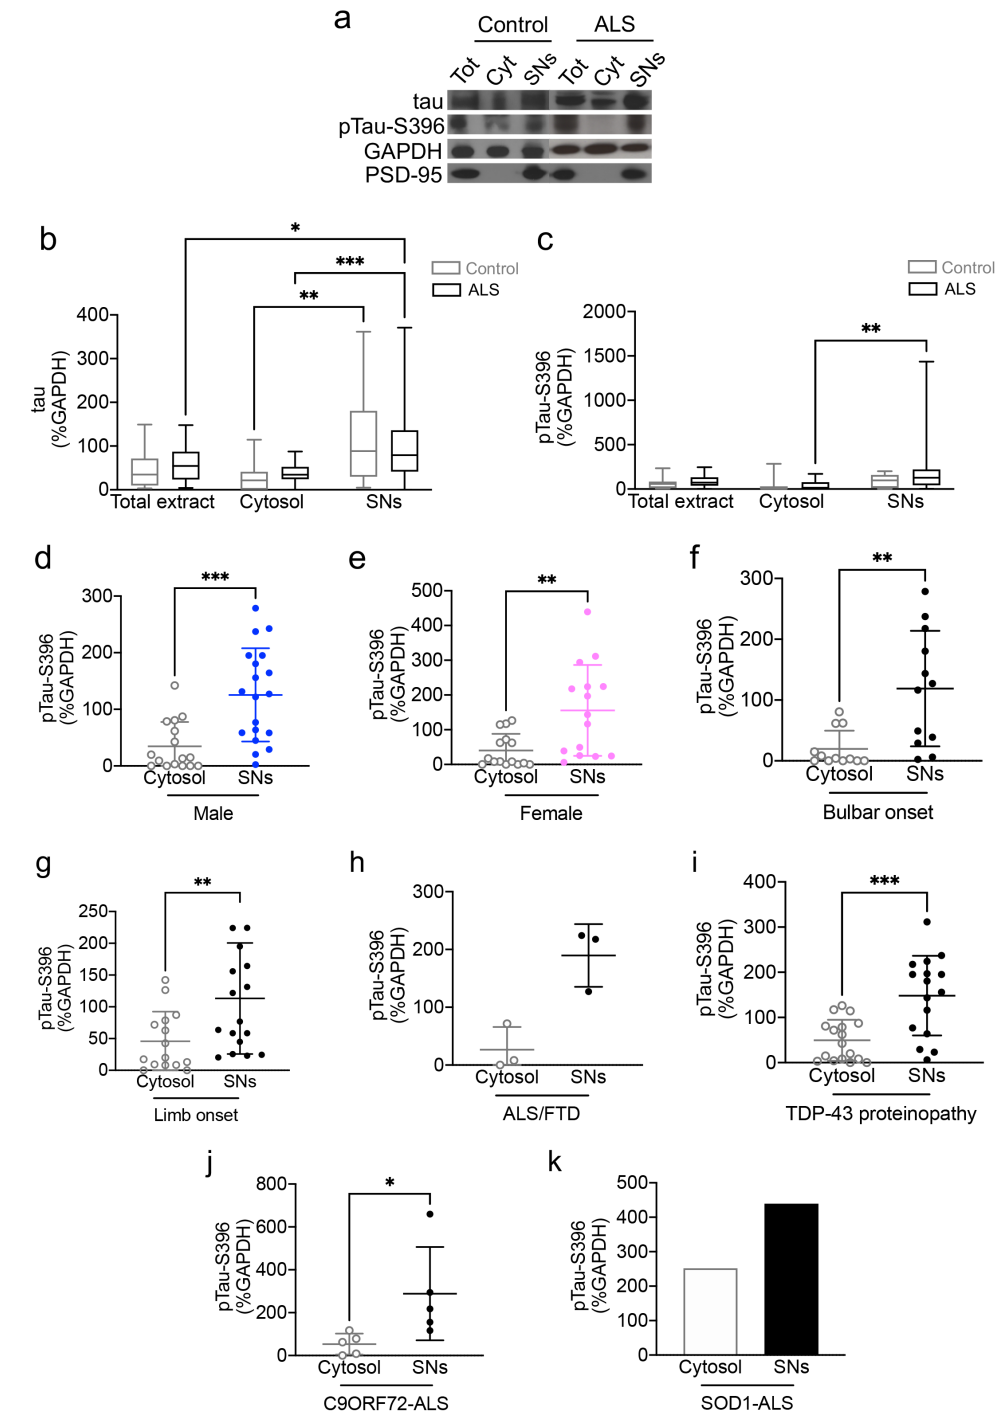 a
Control ALS
Tot Cyt SNs Tot Cyt SNs
tau
pTau-S396
GAPDH
PSD-95
b
*
***
**
Control
ALS
tau
(%GAPDH)
400
300
200
100
0
Total extract Cytosol SNs
c
**
Control
ALS
pTau-S396
(%GAPDH)
2000
1500
1000
500
0
Total extract Cytosol SNs
d
***
pTau-S396
(%GAPDH)
300
200
100
0
Cytosol SNs
Male
e
**
pTau-S396
(%GAPDH)
500
400
300
200
100
0
Cytosol SNs
Female
f
**
pTau-S396
(%GAPDH)
300
200
100
0
Cytosol SNs
Bulbar onset
g
**
pTau-S396
(%GAPDH)
250
200
150
100
50
0
Cytosol SNs
Limb onset
h
pTau-S396
(%GAPDH)
300
200
100
0
Cytosol SNs
ALS/FTD
i
***
pTau-S396
(%GAPDH)
400
300
200
100
0
Cytosol SNs
TDP-43 proteinopathy
j
*
pTau-S396
(%GAPDH)
800
600
400
200
0
Cytosol SNs
C9ORF72-ALS
k
pTau-S396
(%GAPDH)
500
400
300
200
100
0
Cytosol SNs
SOD1-ALS